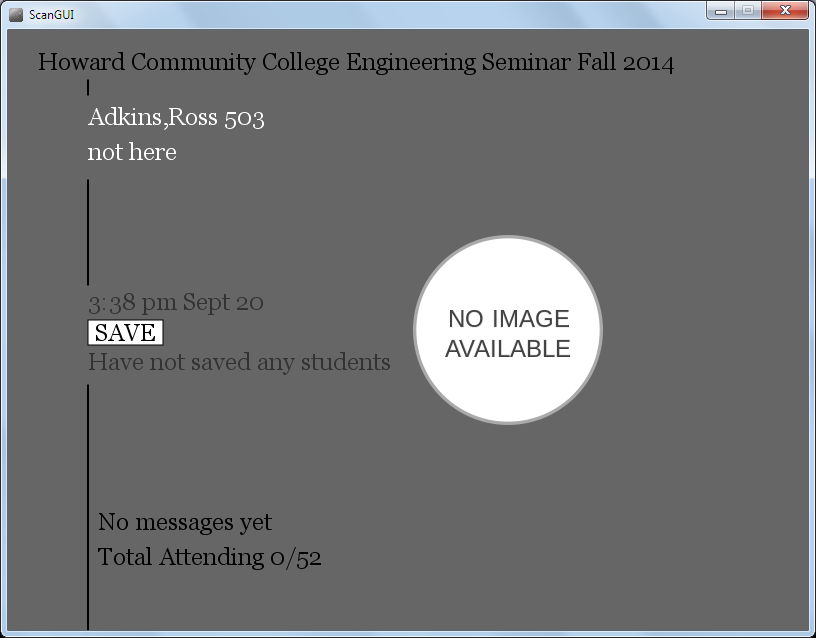 ScanGUI
Howard Community College Engineering Seminar Fall 2014
Adkins,Ross 503
not here
3:38 pm Sept 20
SAVE
Have not saved any students
NO IMAGE
AVAILABLE
No messages yet
Total Attending 0/52